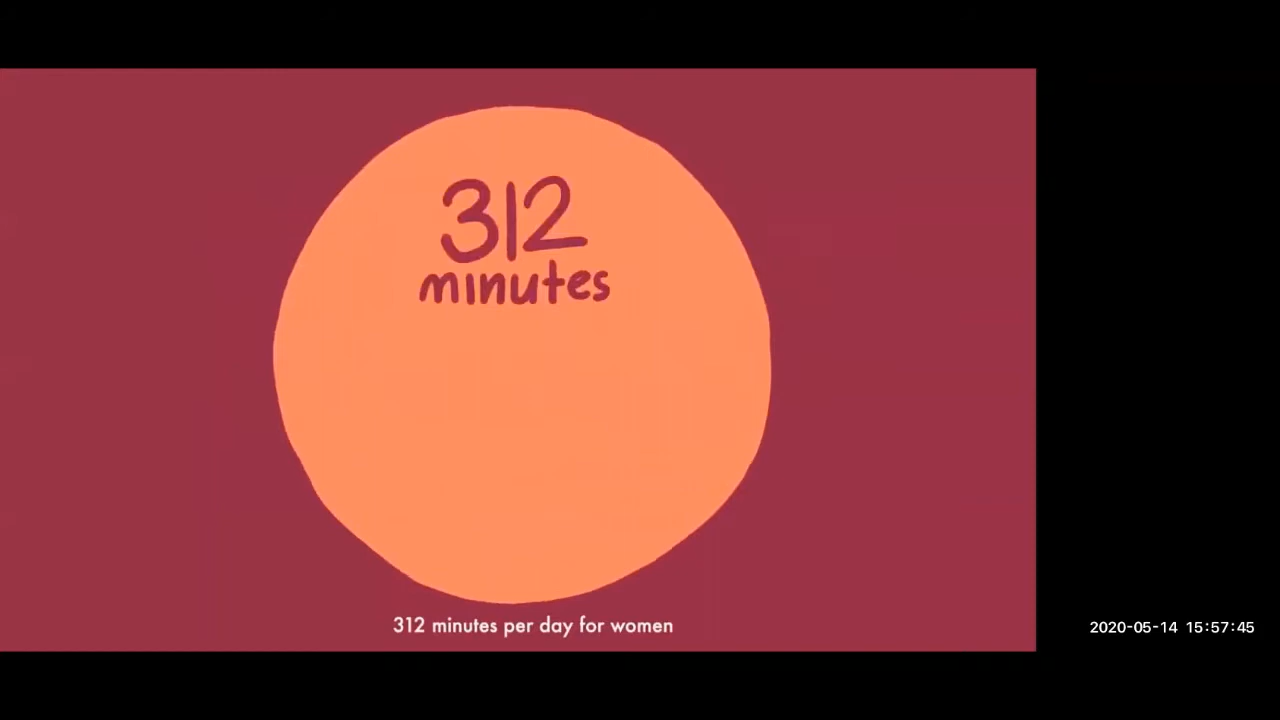 312
minutes
312 minutes per day for women
2020-05-14 15:57:45